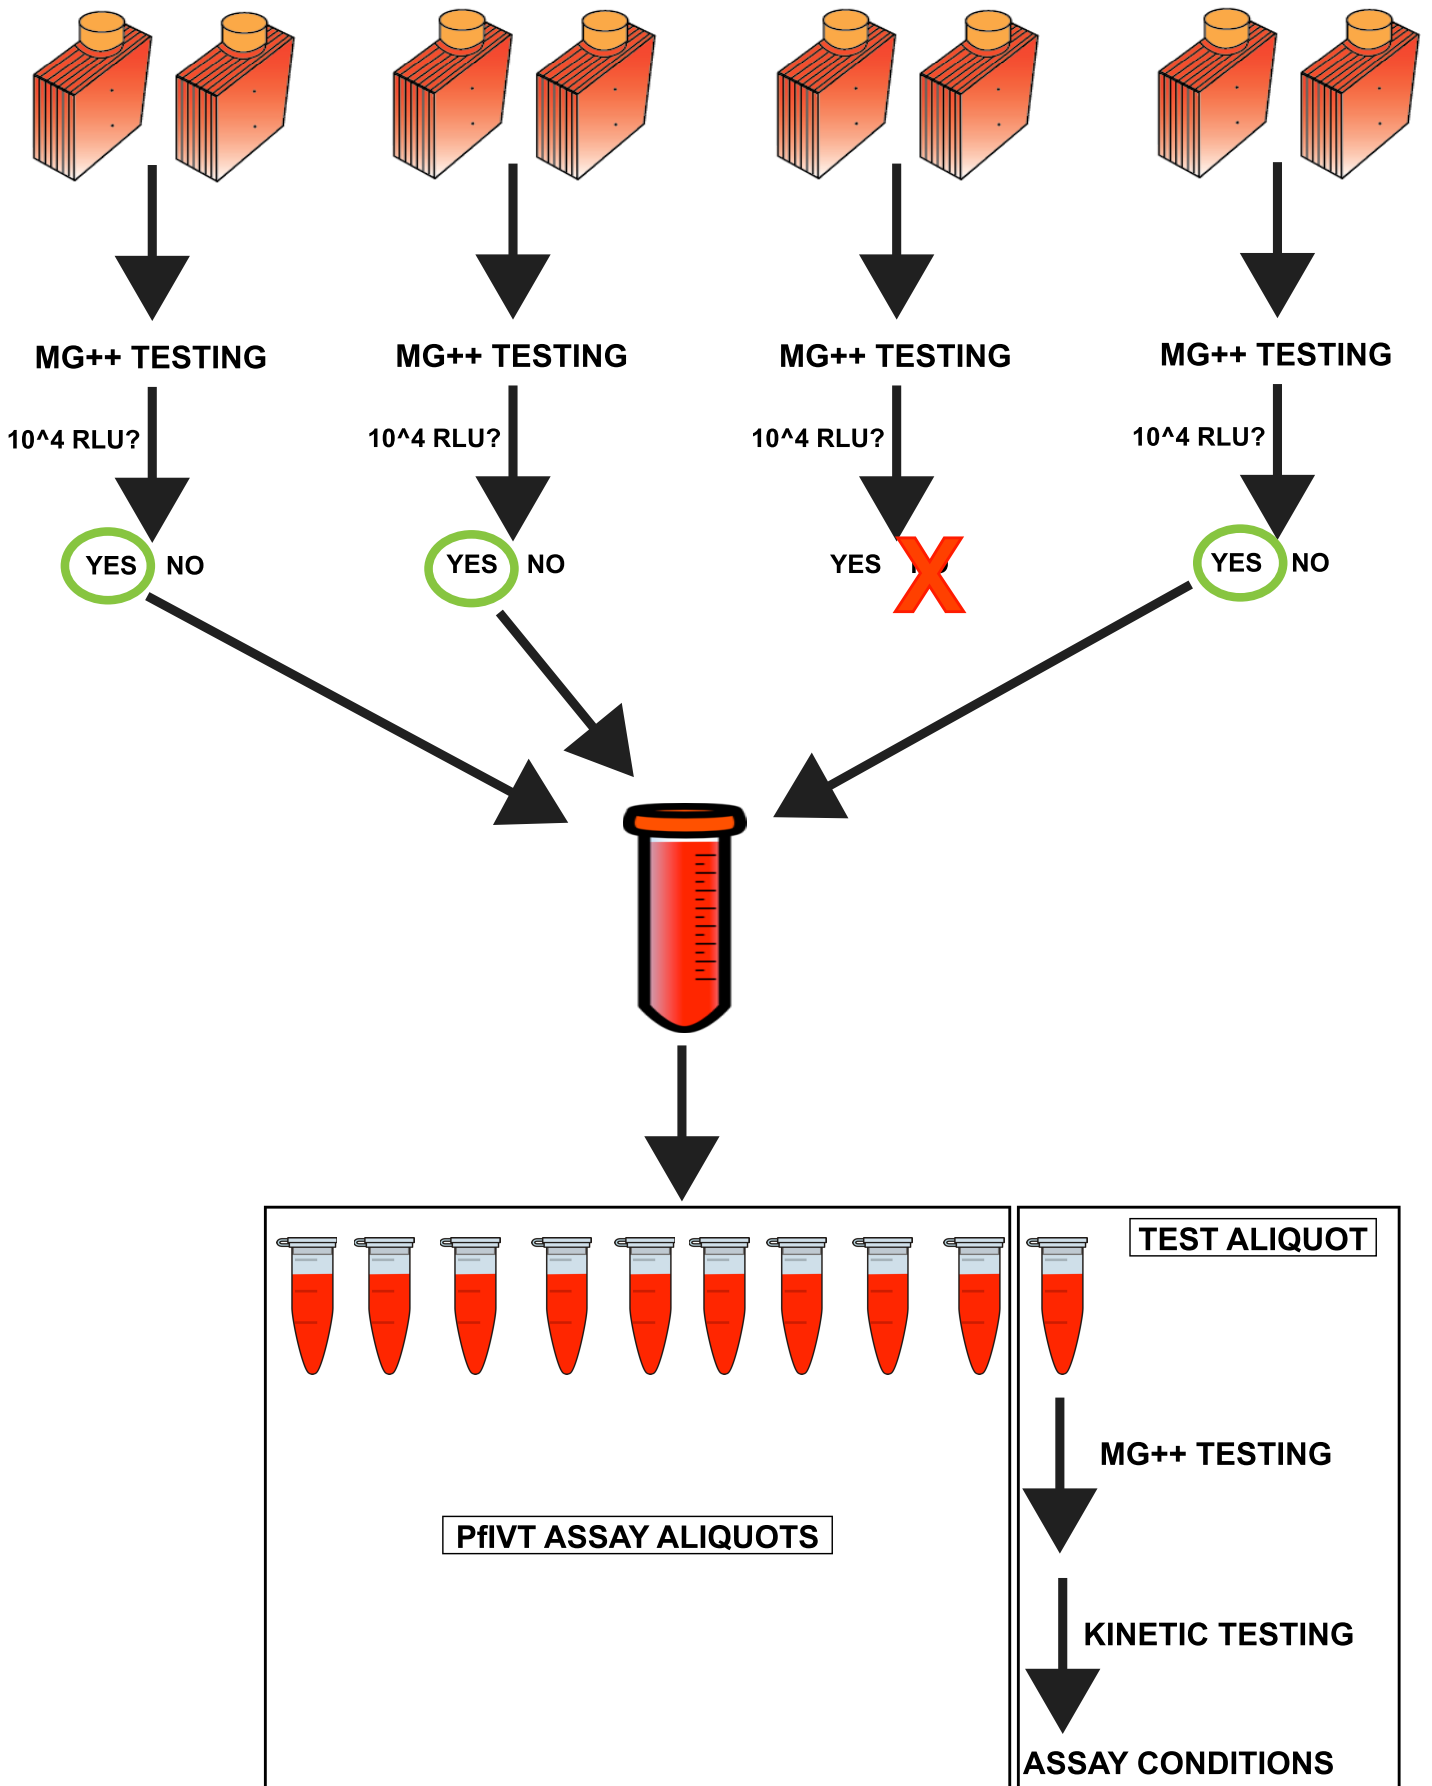 MG++ TESTING MG++ TESTING MG++ TESTING MG++ TESTING
10^4 RLU? 10^4 RLU? 10^4 RLU? 10^4 RLU?
YES NO YES NO YES YES NO
TEST ALIQUOT
MG++ TESTING
PfIVT ASSAY ALIQUOTS
KINETIC TESTING
ASSAY CONDITIONS